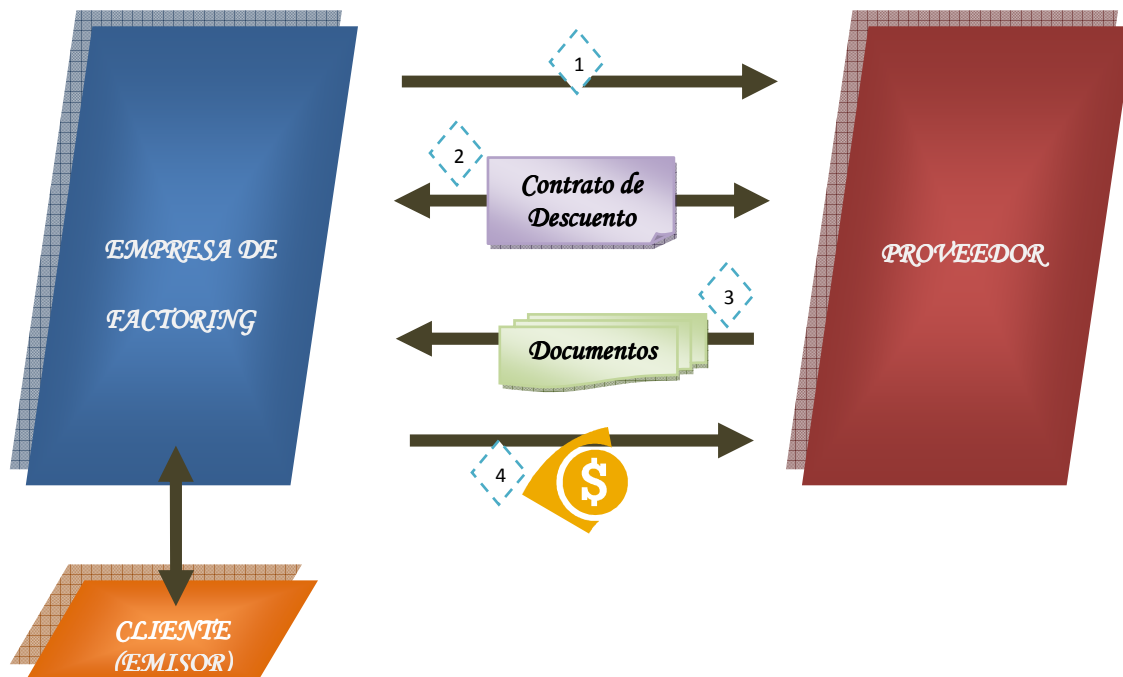 1
2
Contrato de
Descuento
EMPRESA DE
FACTORING
PROVEEDOR
3
Documentos
4
$
CLIENTE
(EMISOR)